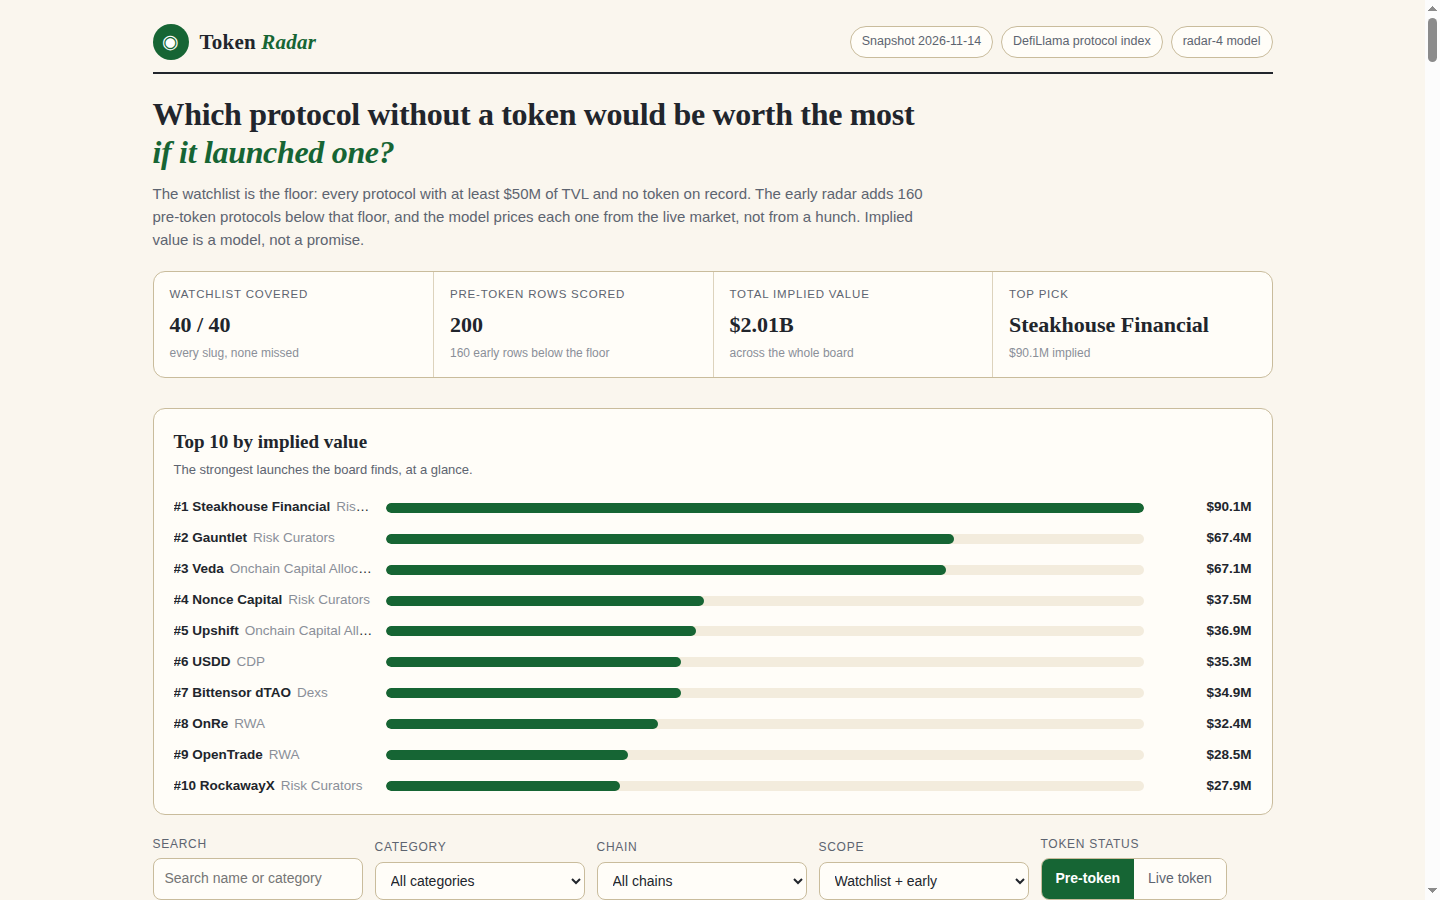 Token Radar
Snapshot 2026-11-14
DefiLlama protocol index
radar-4 model
Which protocol without a token would be worth the most
if it launched one?
The watchlist is the floor: every protocol with at least $50M of TVL and no token on record. The early radar adds 160
pre-token protocols below that floor, and the model prices each one from the live market, not from a hunch. Implied
value is a model, not a promise.
WATCHLIST COVERED
40 / 40
every slug, none missed
PRE-TOKEN ROWS SCORED
200
160 early rows below the floor
TOTAL IMPLIED VALUE
$2.01B
across the whole board
TOP PICK
Steakhouse Financial
$90.1M implied
Top 10 by implied value
The strongest launches the board finds, at a glance.
#1 Steakhouse Financial Ris… $90.1M
#2 Gauntlet Risk Curators $67.4M
#3 Veda Onchain Capital Alloc… $67.1M
#4 Nonce Capital Risk Curators $37.5M
#5 Upshift Onchain Capital All… $36.9M
#6 USDD CDP $35.3M
#7 Bittensor dTAO Dexs $34.9M
#8 OnRe RWA $32.4M
#9 OpenTrade RWA $28.5M
#10 RockawayX Risk Curators $27.9M
SEARCH
Search name or category
CATEGORY
All categories
CHAIN
All chains
SCOPE
Watchlist + early
TOKEN STATUS
Pre-token
Live token